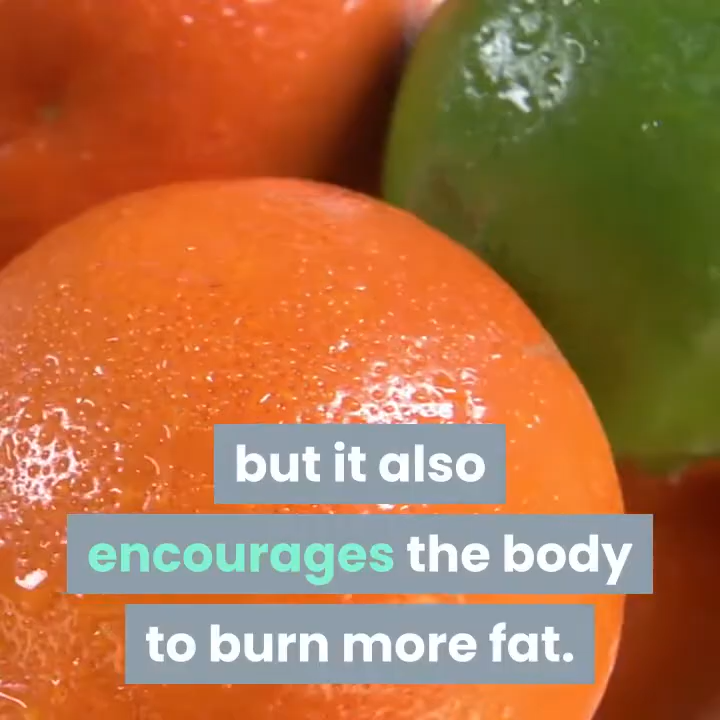 but it also
encourages the body
to burn more fat.